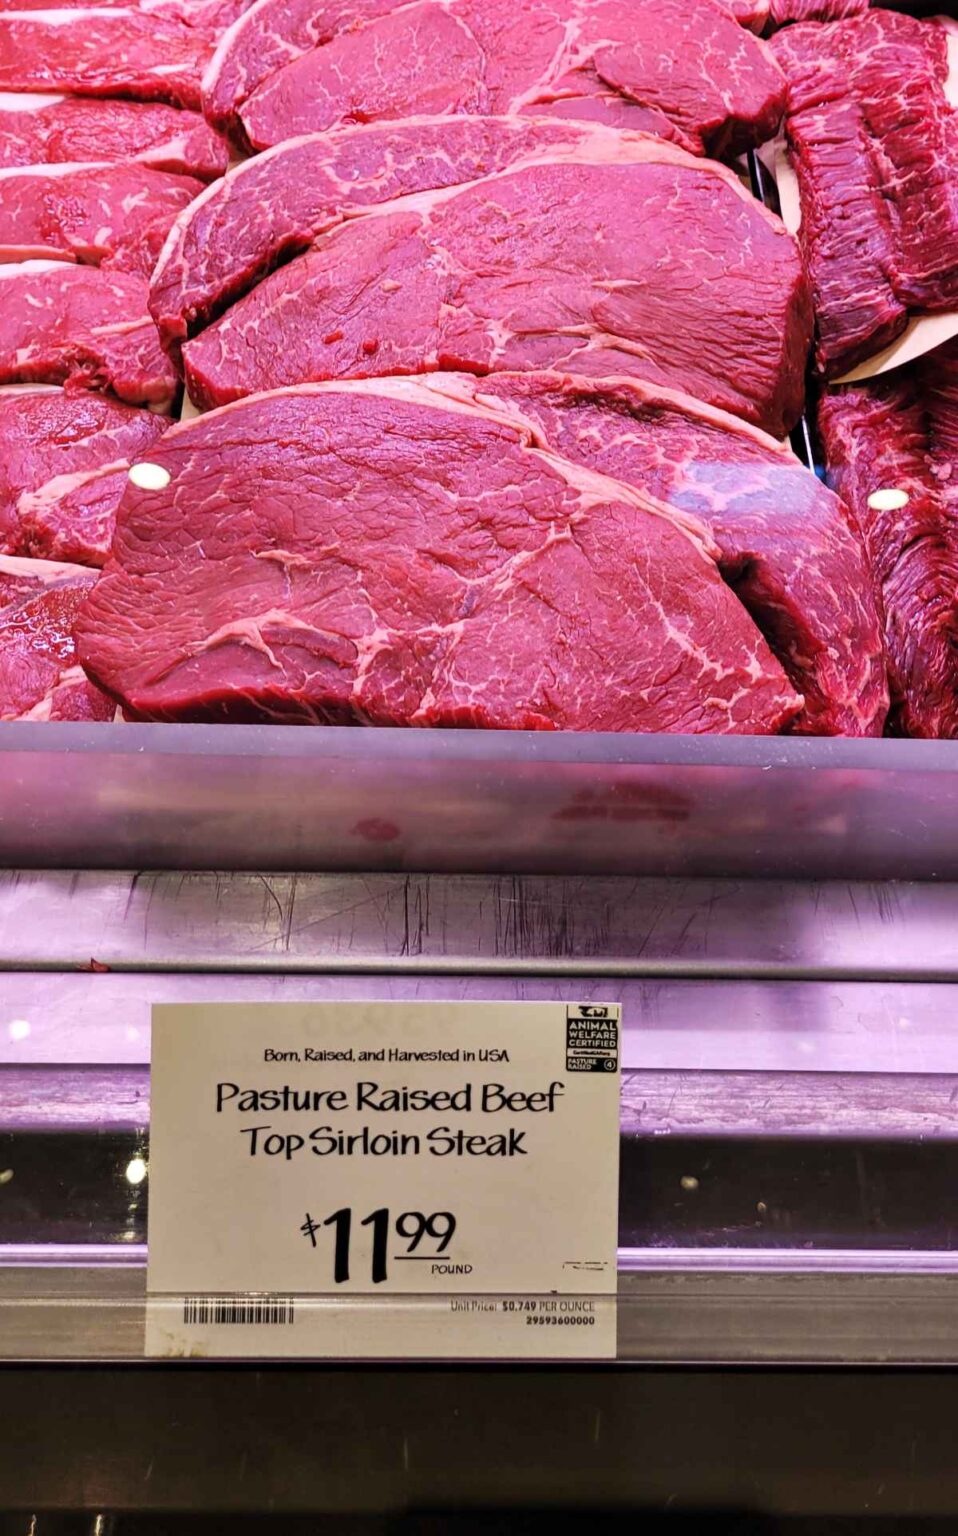 ANIMAL
WELFARE
CERTIFIED
PASTURE
RAISED 4
Born, Raised, and Harvested in USA
Pasture Raised Beef
Top Sirloin Steak
$11 99
POUND
Unit Price: $0.749 PER OUNCE
29593600000